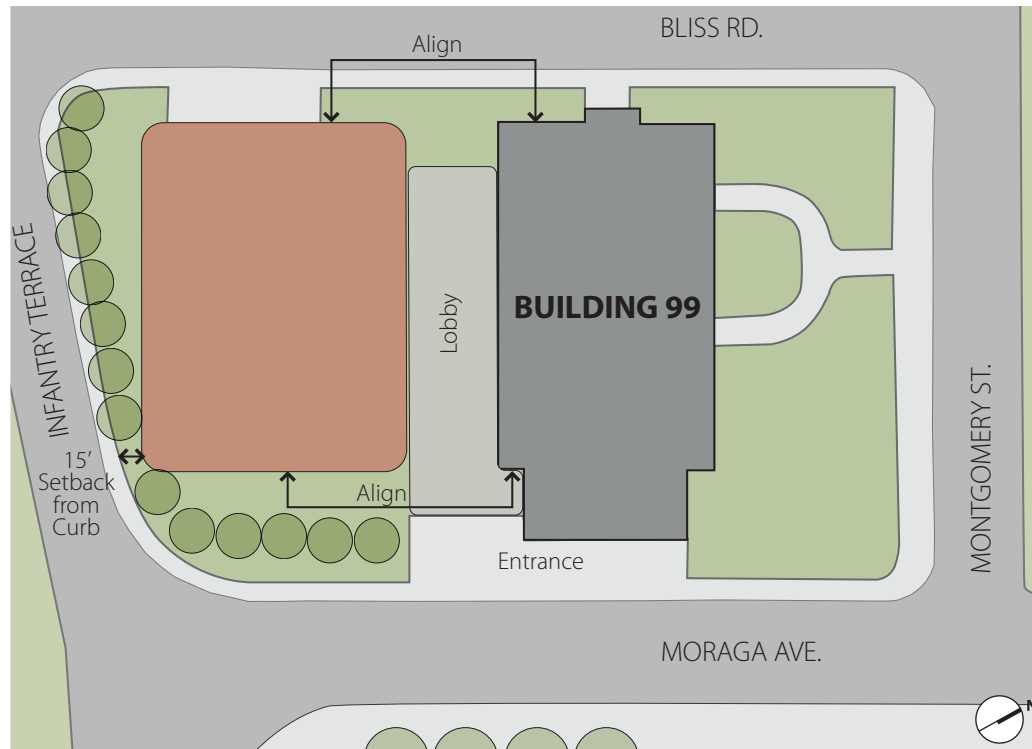 BLISS RD.
Align
INFANTRY TERRACE
Lobby
BUILDING 99
MONTGOMERY ST.
15’
Setback
from
Curb
Align
Entrance
MORAGA AVE.
N